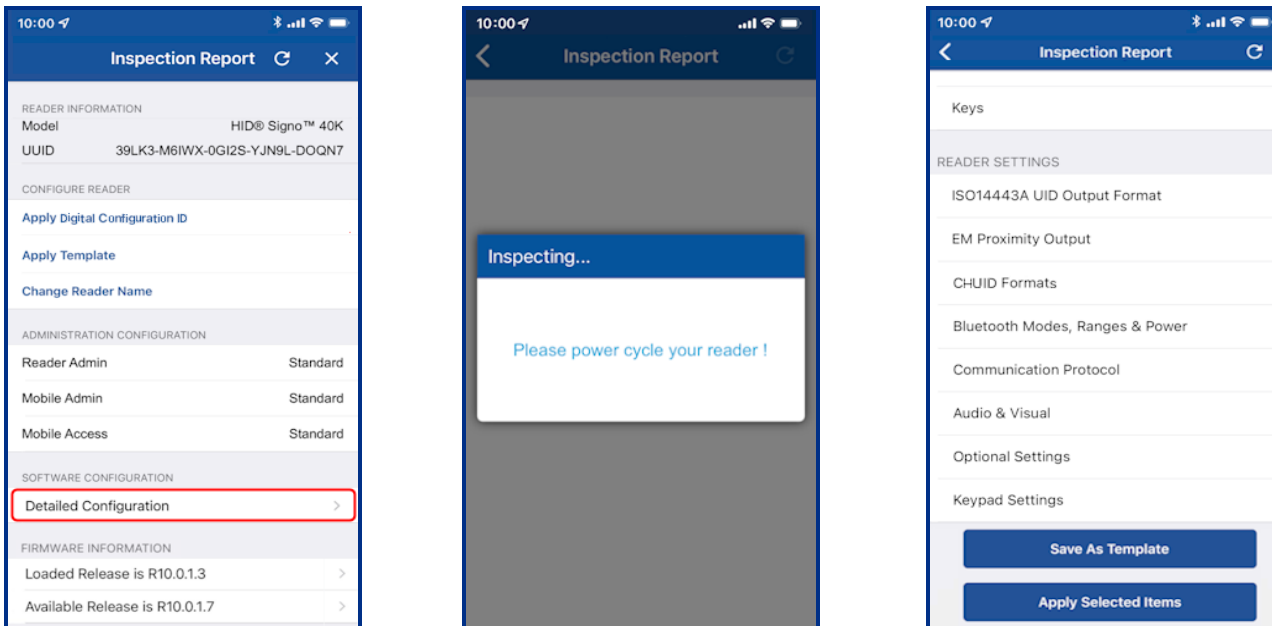 10:00
Inspection Report
READER INFORMATION
Model HID® Signo™ 40K
UUID 39LK3-M6IWX-0GI2S-YJN9L-DOQN7
CONFIGURE READER
Apply Digital Configuration ID
Apply Template
Change Reader Name
ADMINISTRATION CONFIGURATION
Reader Admin Standard
Mobile Admin Standard
Mobile Access Standard
SOFTWARE CONFIGURATION
Detailed Configuration
FIRMWARE INFORMATION
Loaded Release is R10.0.1.3
Available Release is R10.0.1.7
10:00
Inspection Report
Inspecting...
Please power cycle your reader !
10:00
Inspection Report
Keys
READER SETTINGS
ISO14443A UID Output Format
EM Proximity Output
CHUID Formats
Bluetooth Modes, Ranges & Power
Communication Protocol
Audio & Visual
Optional Settings
Keypad Settings
Save As Template
Apply Selected Items